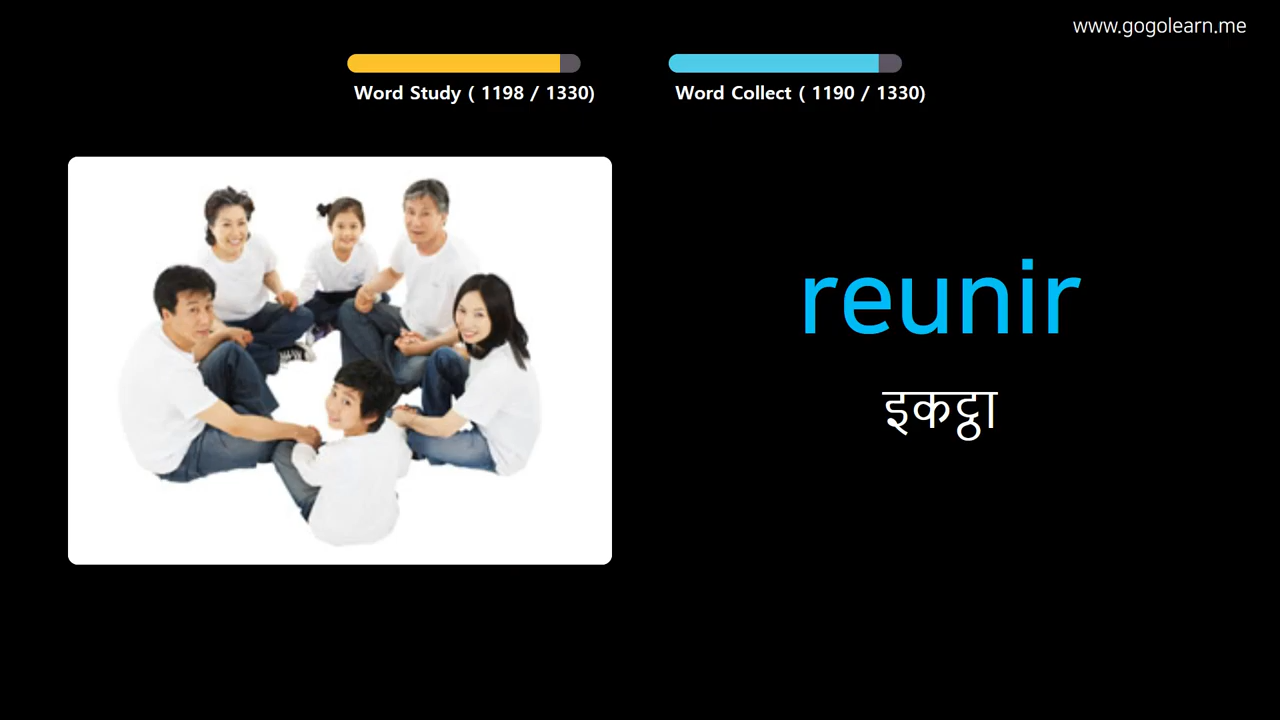 www.gogolearn.me
Word Study ( 1198 / 1330)
Word Collect ( 1190 / 1330)
reunir
इकट्ठा